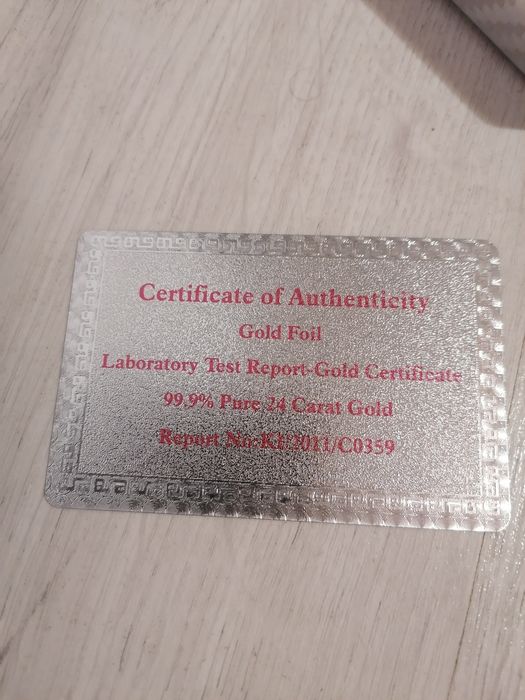 Certificate of Authenticity
Gold Foil
Laboratory Test Report-Gold Certificate
99.9% Pure 24 Carat Gold
Report No:KE2011/C0359